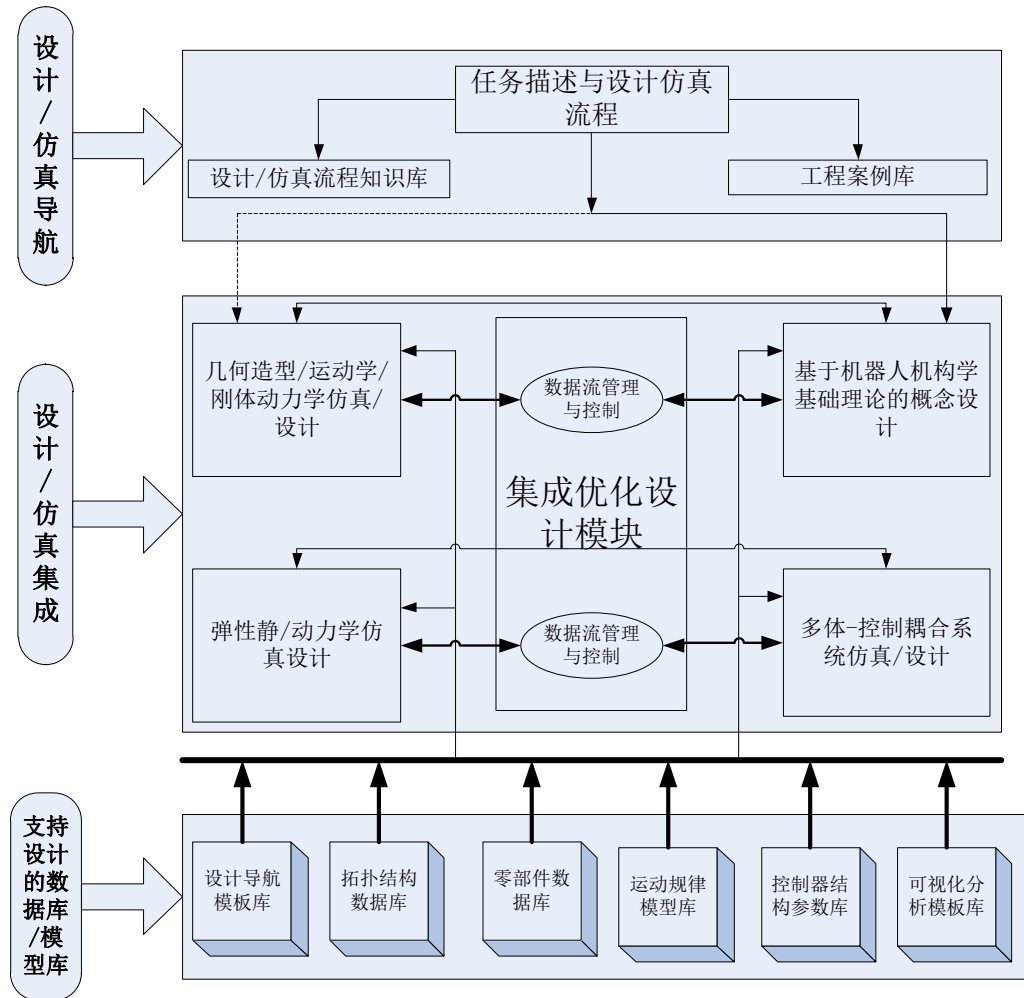 设
计
/
仿
真
导
航
任务描述与设计仿真
流程
设计/仿真流程知识库
工程案例库
设
计
/
仿
真
集
成
几何造型/运动学/
刚体动力学仿真/
设计
数据流管理
与控制
基于机器人机构学
基础理论的概念设
计
集成优化设
计模块
弹性静/动力学仿
真设计
数据流管理
与控制
多体-控制耦合系
统仿真/设计
支持
设计
的数
据库
/模
型库
设计导航
模板库
拓扑结构
数据库
零部件数
据库
运动规律
模型库
控制器结
构参数库
可视化分
析模板库